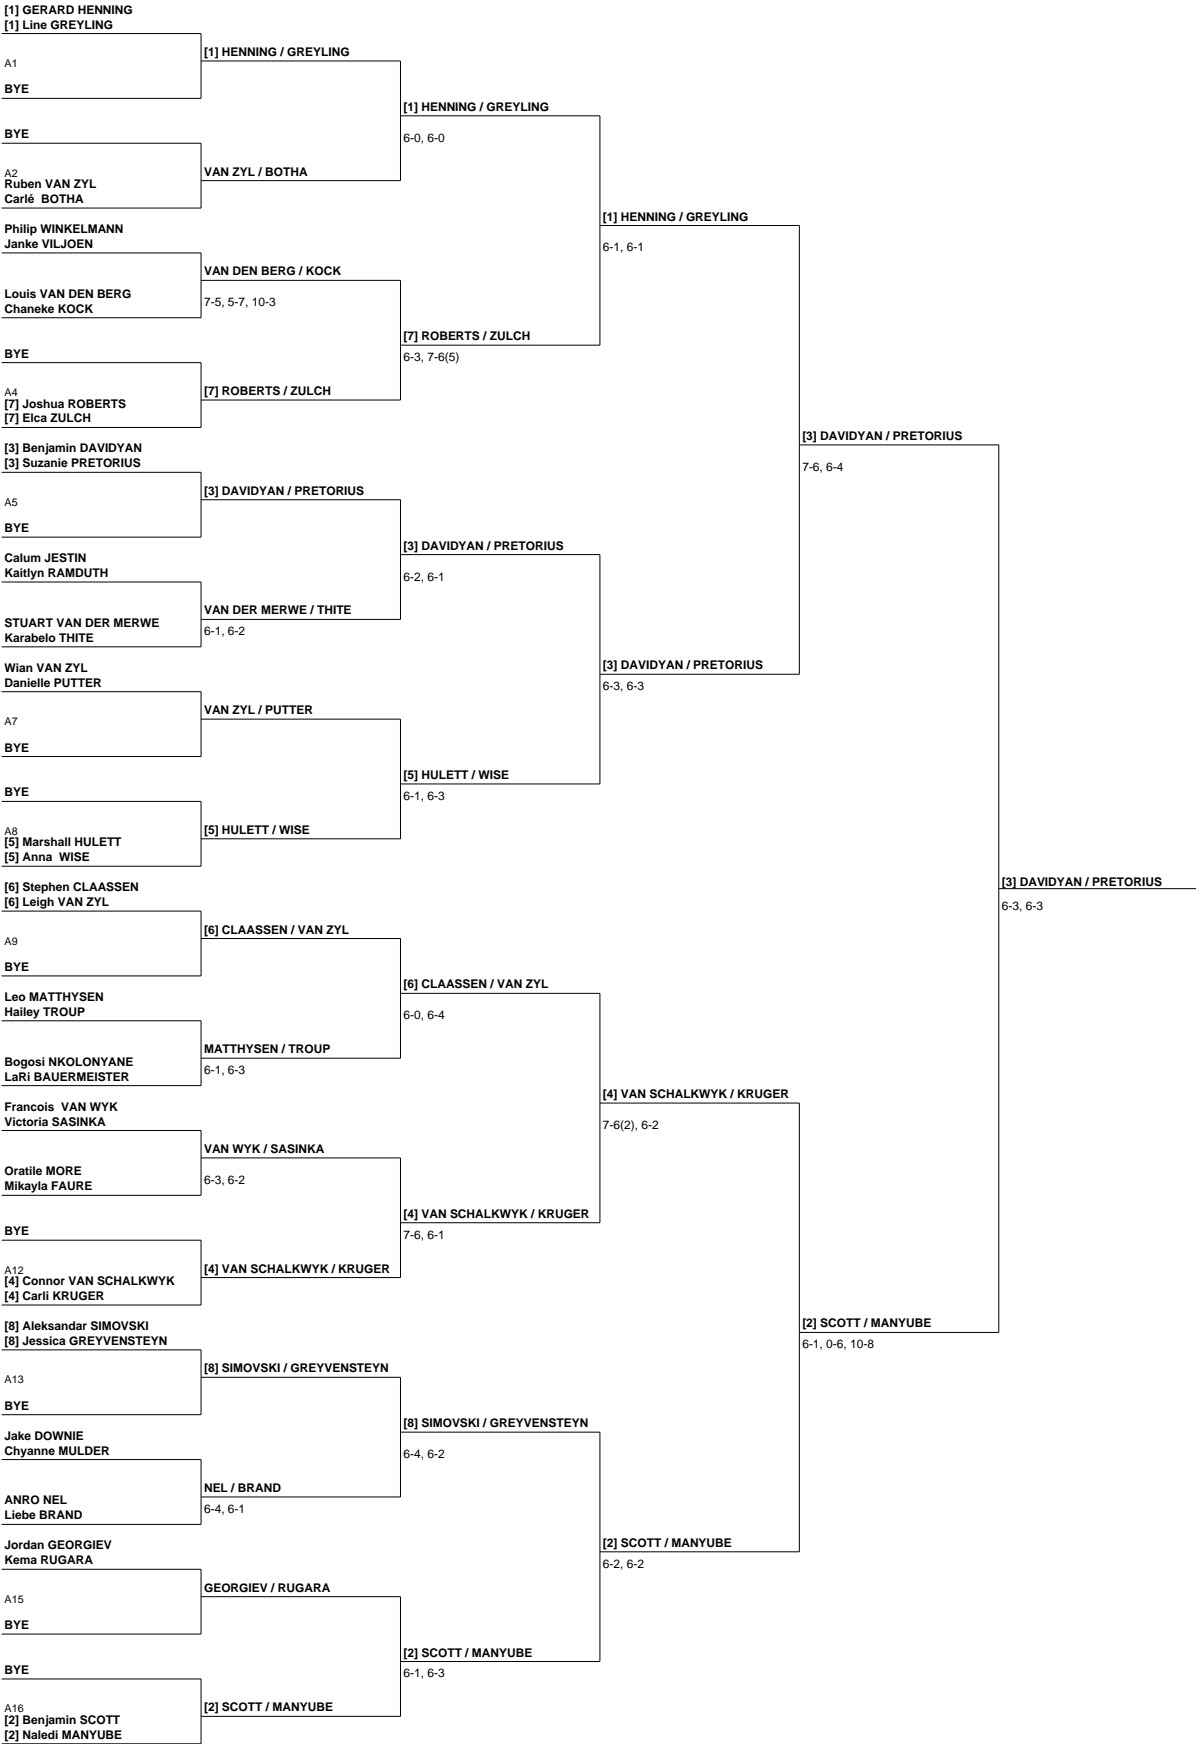 [1] GERARD HENNING
[1] Line GREYLING
[1] HENNING / GREYLING
A1
BYE
[1] HENNING / GREYLING
6-0, 6-0
BYE
VAN ZYL / BOTHA
A2
Ruben VAN ZYL
Carlé BOTHA
[1] HENNING / GREYLING
6-1, 6-1
Philip WINKELMANN
Janke VILJOEN
VAN DEN BERG / KOCK
7-5, 5-7, 10-3
Louis VAN DEN BERG
Chaneke KOCK
[7] ROBERTS / ZULCH
6-3, 7-6(5)
BYE
[7] ROBERTS / ZULCH
A4
[7] Joshua ROBERTS
[7] Elca ZULCH
[3] DAVIDYAN / PRETORIUS
7-6, 6-4
[3] Benjamin DAVIDYAN
[3] Suzanie PRETORIUS
[3] DAVIDYAN / PRETORIUS
A5
BYE
[3] DAVIDYAN / PRETORIUS
6-2, 6-1
Calum JESTIN
Kaitlyn RAMDUTH
VAN DER MERWE / THITE
6-1, 6-2
STUART VAN DER MERWE
Karabelo THITE
[3] DAVIDYAN / PRETORIUS
6-3, 6-3
Wian VAN ZYL
Danielle PUTTER
VAN ZYL / PUTTER
A7
BYE
[5] HULETT / WISE
6-1, 6-3
BYE
[5] HULETT / WISE
A8
[5] Marshall HULETT
[5] Anna WISE
[3] DAVIDYAN / PRETORIUS
6-3, 6-3
[6] Stephen CLAASSEN
[6] Leigh VAN ZYL
[6] CLAASSEN / VAN ZYL
A9
BYE
[6] CLAASSEN / VAN ZYL
6-0, 6-4
Leo MATTHYSEN
Hailey TROUP
MATTHYSEN / TROUP
6-1, 6-3
Bogosi NKOLONYANE
LaRi BAUERMEISTER
[4] VAN SCHALKWYK / KRUGER
7-6(2), 6-2
Francois VAN WYK
Victoria SASINKA
VAN WYK / SASINKA
6-3, 6-2
Oratile MORE
Mikayla FAURE
[4] VAN SCHALKWYK / KRUGER
7-6, 6-1
BYE
[4] VAN SCHALKWYK / KRUGER
A12
[4] Connor VAN SCHALKWYK
[4] Carli KRUGER
[2] SCOTT / MANYUBE
6-1, 0-6, 10-8
[8] Aleksandar SIMOVSKI
[8] Jessica GREYVENSTEYN
[8] SIMOVSKI / GREYVENSTEYN
A13
BYE
[8] SIMOVSKI / GREYVENSTEYN
6-4, 6-2
Jake DOWNIE
Chyanne MULDER
NEL / BRAND
6-4, 6-1
ANRO NEL
Liebe BRAND
[2] SCOTT / MANYUBE
6-2, 6-2
Jordan GEORGIEV
Kema RUGARA
GEORGIEV / RUGARA
A15
BYE
[2] SCOTT / MANYUBE
6-1, 6-3
BYE
[2] SCOTT / MANYUBE
A16
[2] Benjamin SCOTT
[2] Naledi MANYUBE